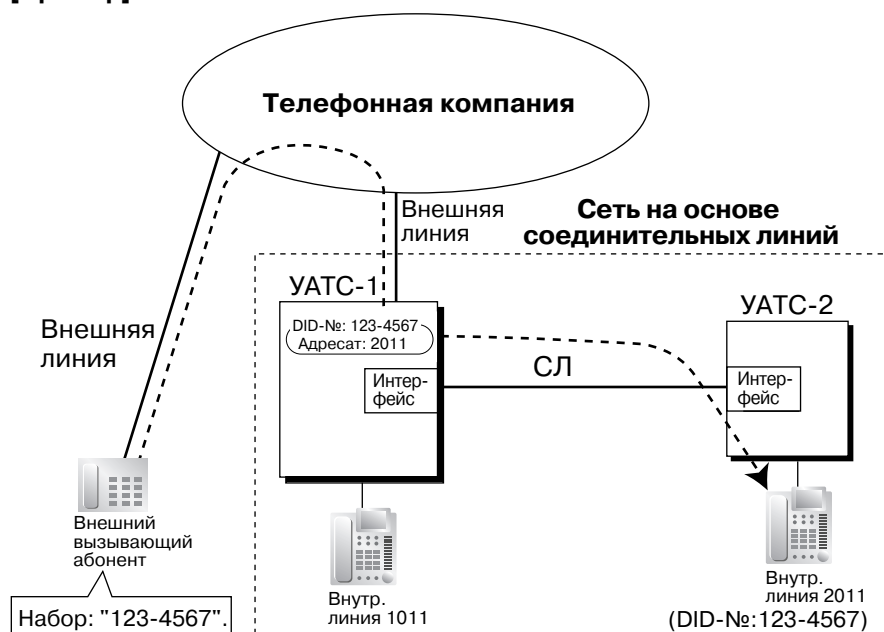 Телефонная компания
Внешняя
линия
Сеть на основе
соединительных линий
УАТС-1
УАТС-2
DID-№: 123-4567
Адресат: 2011
Внешняя
линия
СЛ
Интер-
фейс
Интер-
фейс
Внешний
вызывающий
абонент
Набор: "123-4567".
Внутр.
линия 1011
Внутр.
линия 2011
(DID-№:123-4567)